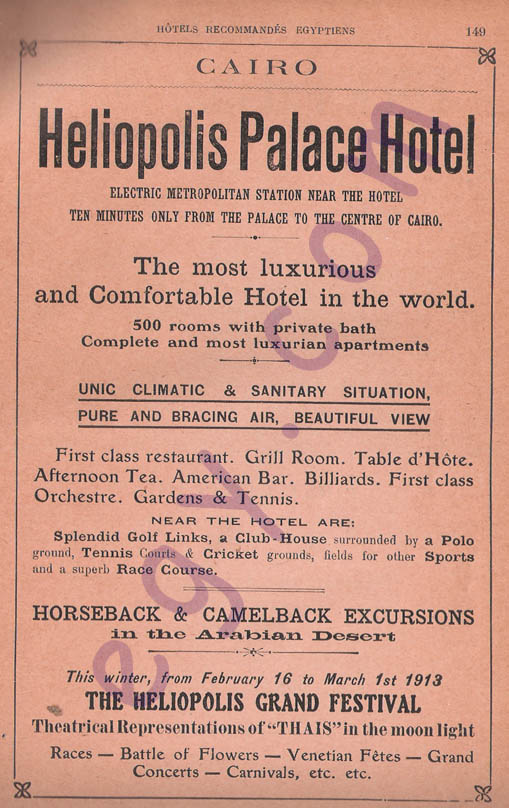 HÔTELS RECOMMANDÉS EGYPTIENS 149
CAIRO
Heliopolis Palace Hotel
ELECTRIC METROPOLITAN STATION NEAR THE HOTEL
TEN MINUTES ONLY FROM THE PALACE TO THE CENTRE OF CAIRO.
The most luxurious
and Comfortable Hotel in the world.
500 rooms with private bath
Complete and most luxurian apartments
UNIC CLIMATIC & SANITARY SITUATION,
PURE AND BRACING AIR, BEAUTIFUL VIEW
First class restaurant. Grill Room. Table d'Hôte.
Afternoon Tea. American Bar. Billiards. First class
Orchestre. Gardens & Tennis.
NEAR THE HOTEL ARE:
Splendid Golf Links, a Club-House surrounded by a Polo
ground, Tennis Courts & Cricket grounds, fields for other Sports
and a superb Race Course.
HORSEBACK & CAMELBACK EXCURSIONS
in the Arabian Desert
This winter, from February 16 to March 1st 1913
THE HELIOPOLIS GRAND FESTIVAL
Theatrical Representations of "THAIS" in the moon light
Races — Battle of Flowers — Venetian Fêtes — Grand
Concerts — Carnivals, etc. etc.
egy.com